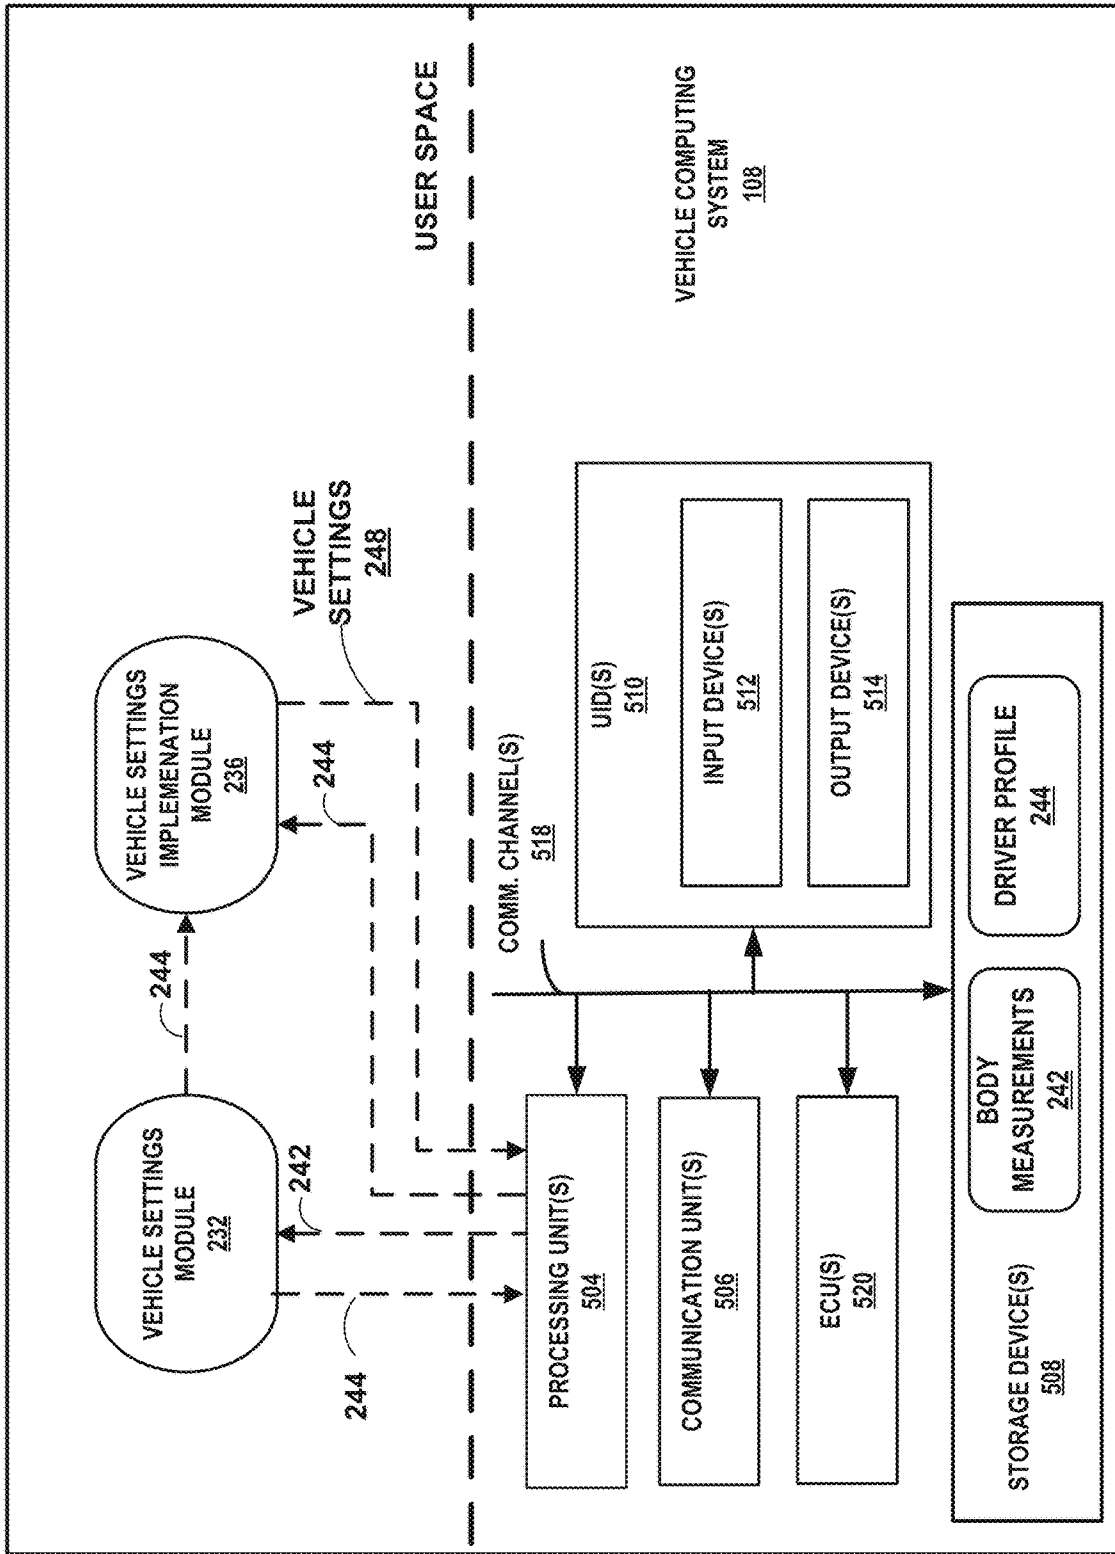 VEHICLE SETTINGS
MODULE
232
244
VEHICLE SETTINGS
IMPLEMENATION
MODULE
236
244
242
244
VEHICLE
SETTINGS
248
USER SPACE
COMM. CHANNEL(S)
518
PROCESSING UNIT(S)
504
COMMUNICATION UNIT(S)
506
ECU(S)
520
UID(S)
510
INPUT DEVICE(S)
512
OUTPUT DEVICE(S)
514
VEHICLE COMPUTING
SYSTEM
108
STORAGE DEVICE(S)
508
BODY
MEASUREMENTS
242
DRIVER PROFILE
244